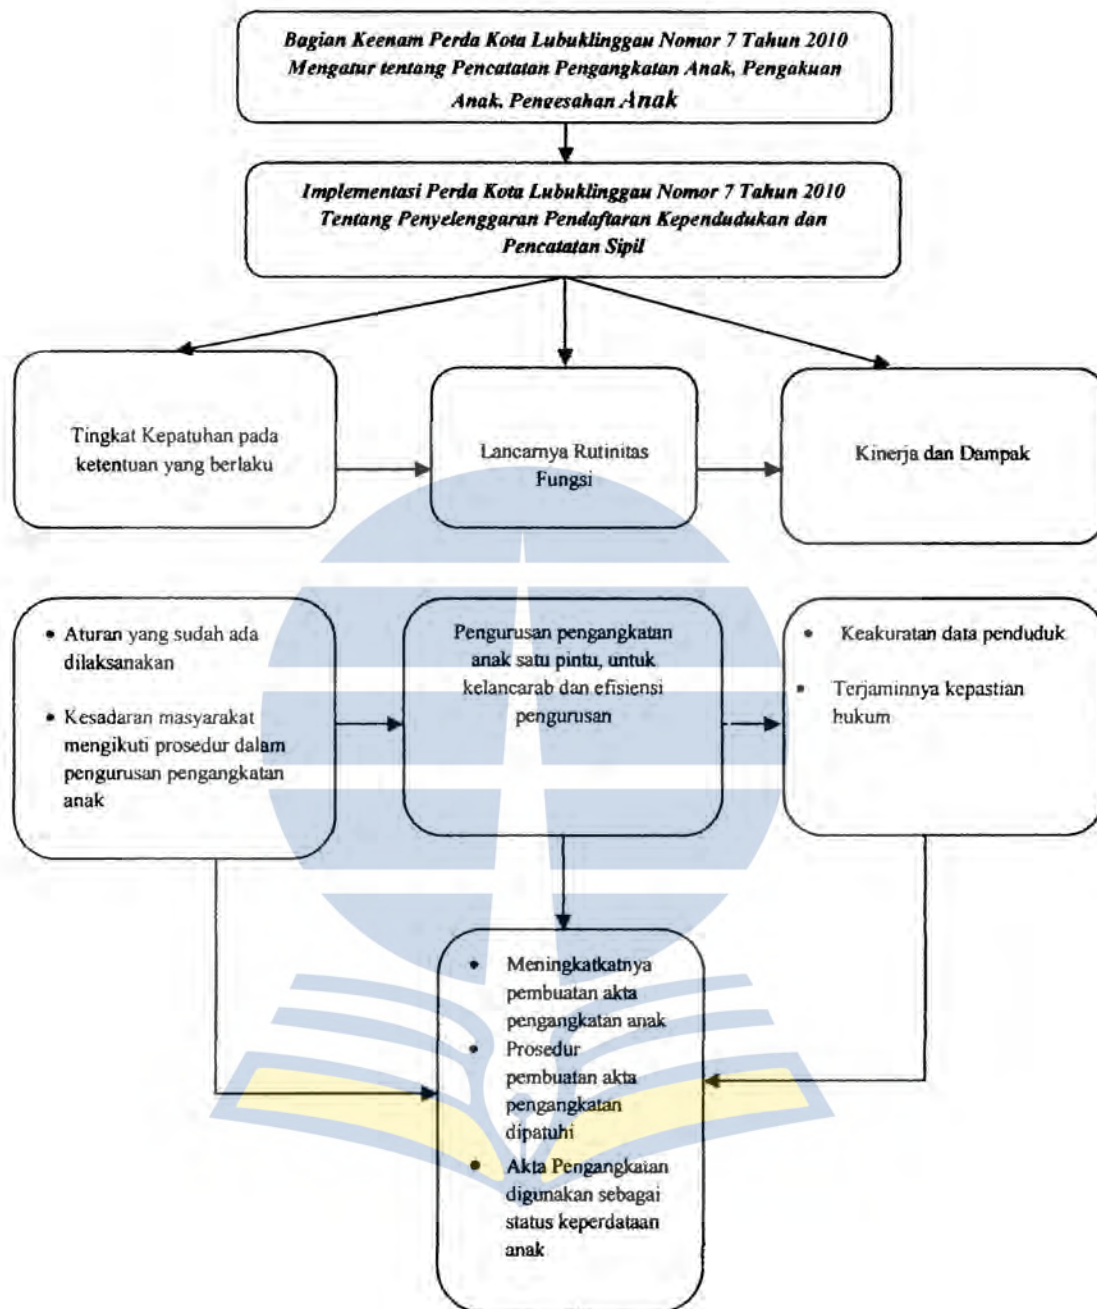 Bagian Keenam Perda Kota Lubuklinggau Nomor 7 Tahun 2010
Mengatur tentang Pencatatan Pengangkatan Anak, Pengakuan
Anak, Pengesahan Anak
Implementasi Perda Kota Lubuklinggau Nomor 7 Tahun 2010
Tentang Penyelenggaran Pendaftaran Kependudukan dan
Pencatatan Sipil
Tingkat Kepatuhan pada
ketentuan yang berlaku
Lancarnya Rutinitas
Fungsi
Kinerja dan Dampak
• Aturan yang sudah ada
dilaksanakan
• Kesadaran masyarakat
mengikuti prosedur dalam
pengurusan pengangkatan
anak
Pengurusan pengangkatan
anak satu pintu, untuk
kelancarab dan efisiensi
pengurusan
• Keakuratan data penduduk
• Terjaminnya kepastian
hukum
• Meningkatkatnya
pembuatan akta
pengangkatan anak
• Prosedur
pembuatan akta
pengangkatan
dipatuhi
• Akta Pengangkatan
digunakan sebagai
status keperdataan
anak